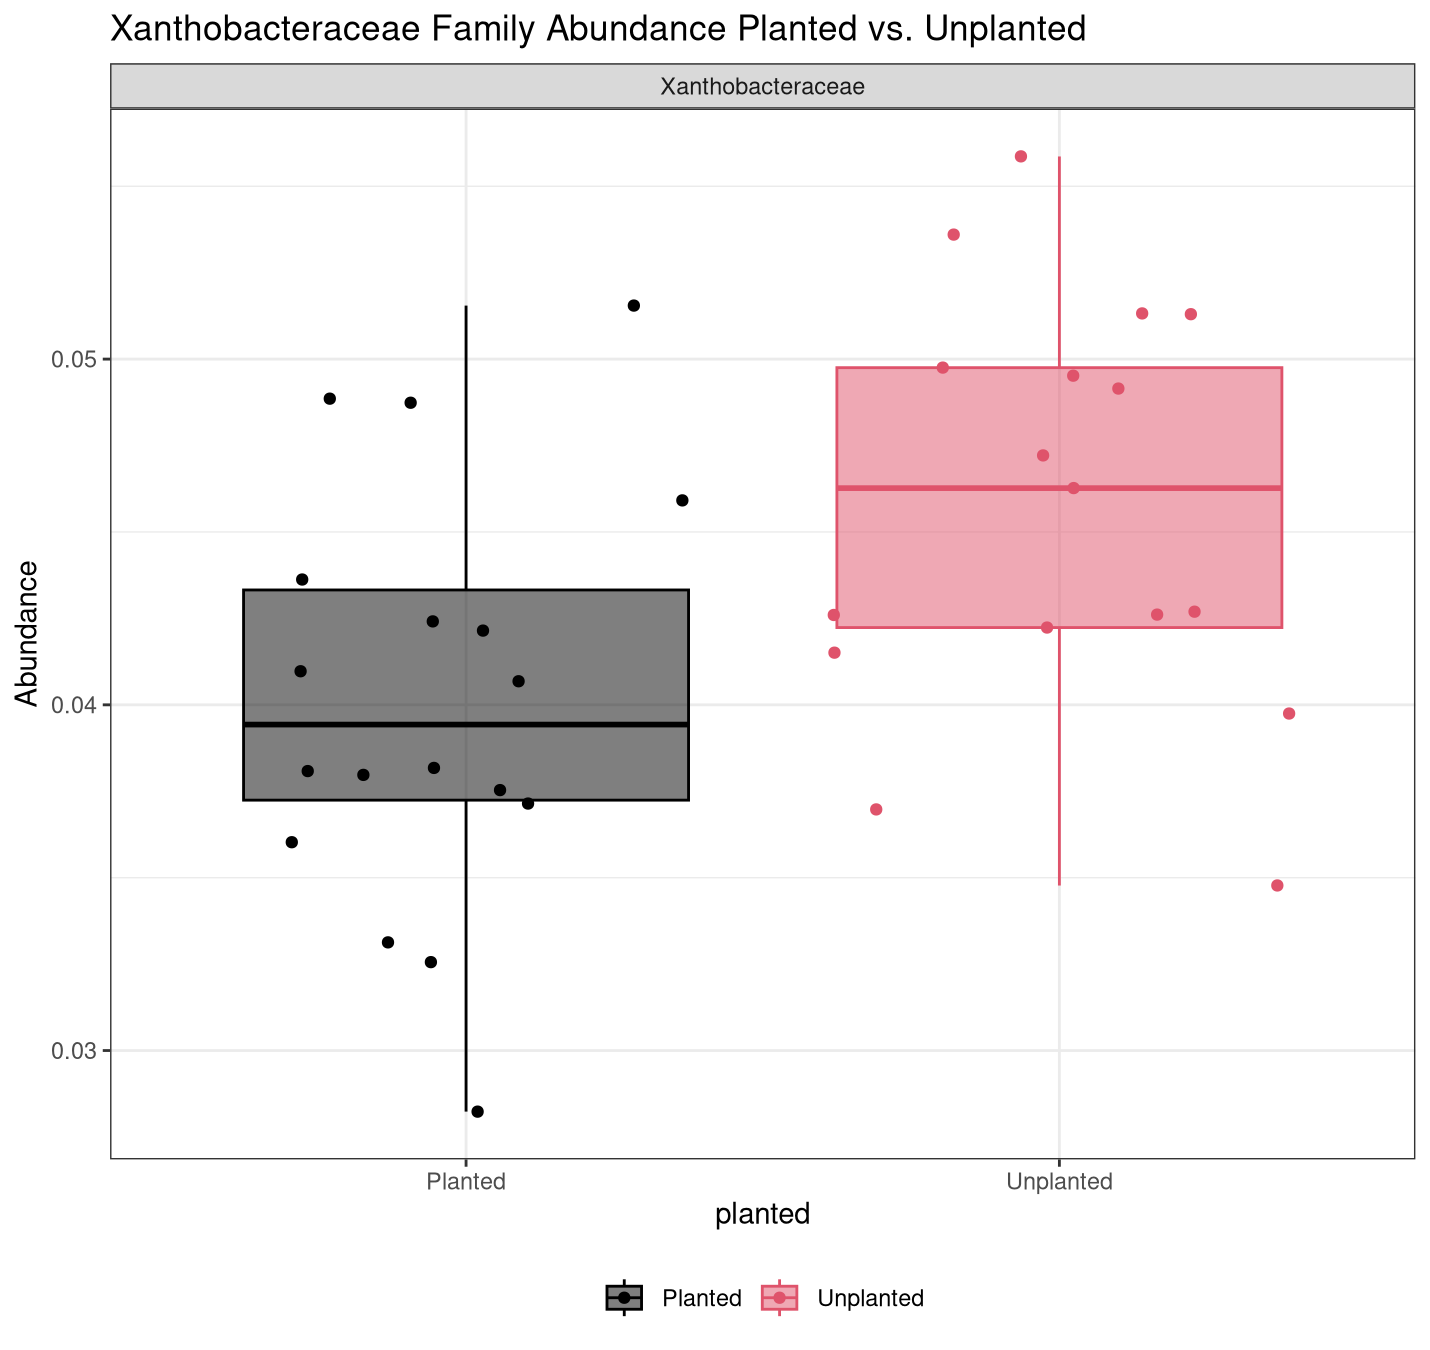 Xanthobacteraceae Family Abundance Planted vs. Unplanted
Xanthobacteraceae
Abundance
0.05
0.04
0.03
Planted Unplanted
planted
Planted Unplanted